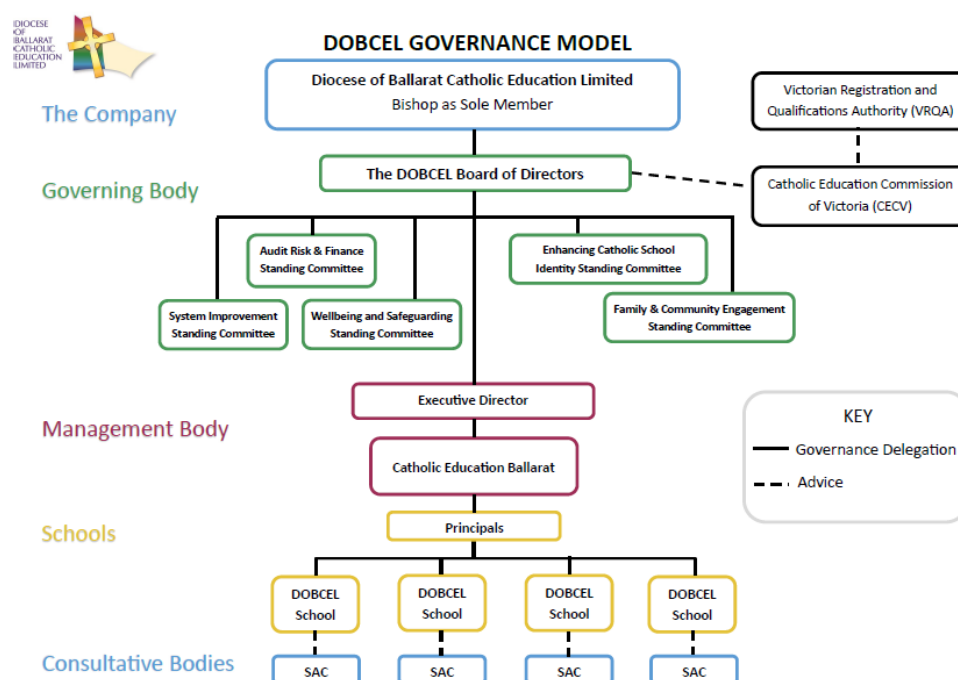 DIOCESE
OF
BALLARAT
CATHOLIC
EDUCATION
LIMITED
DOBCEL GOVERNANCE MODEL
The Company
Diocese of Ballarat Catholic Education Limited
Bishop as Sole Member
Victorian Registration and
Qualifications Authority (VRQA)
Governing Body
The DOBCEL Board of Directors
Catholic Education Commission
of Victoria (CECV)
Audit Risk & Finance
Standing Committee
Enhancing Catholic School
Identity Standing Committee
System Improvement
Standing Committee
Wellbeing and Safeguarding
Standing Committee
Family & Community Engagement
Standing Committee
Management Body
Executive Director
Catholic Education Ballarat
KEY
Governance Delegation
Advice
Schools
Principals
DOBCEL
School
DOBCEL
School
DOBCEL
School
DOBCEL
School
Consultative Bodies
SAC
SAC
SAC
SAC